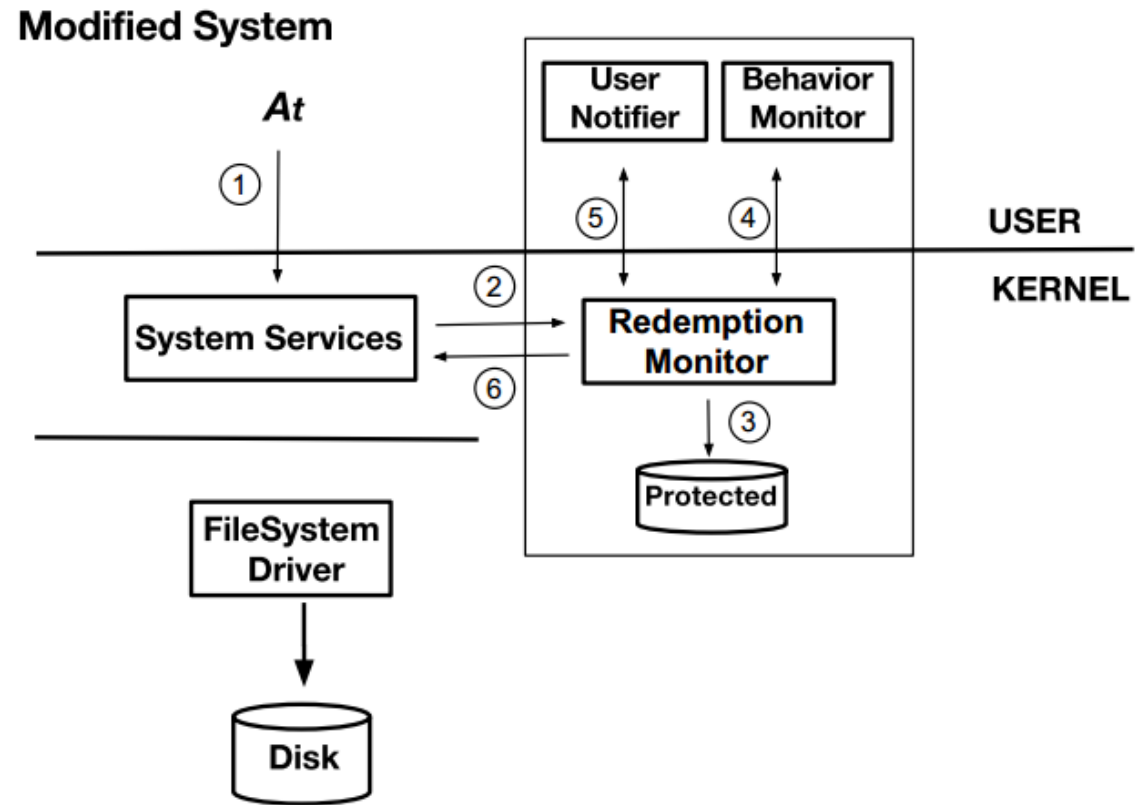 Modified System
At
User
Notifier
Behavior
Monitor
1
5
4
USER
KERNEL
2
System Services
Redemption
Monitor
6
3
Protected
FileSystem
Driver
Disk